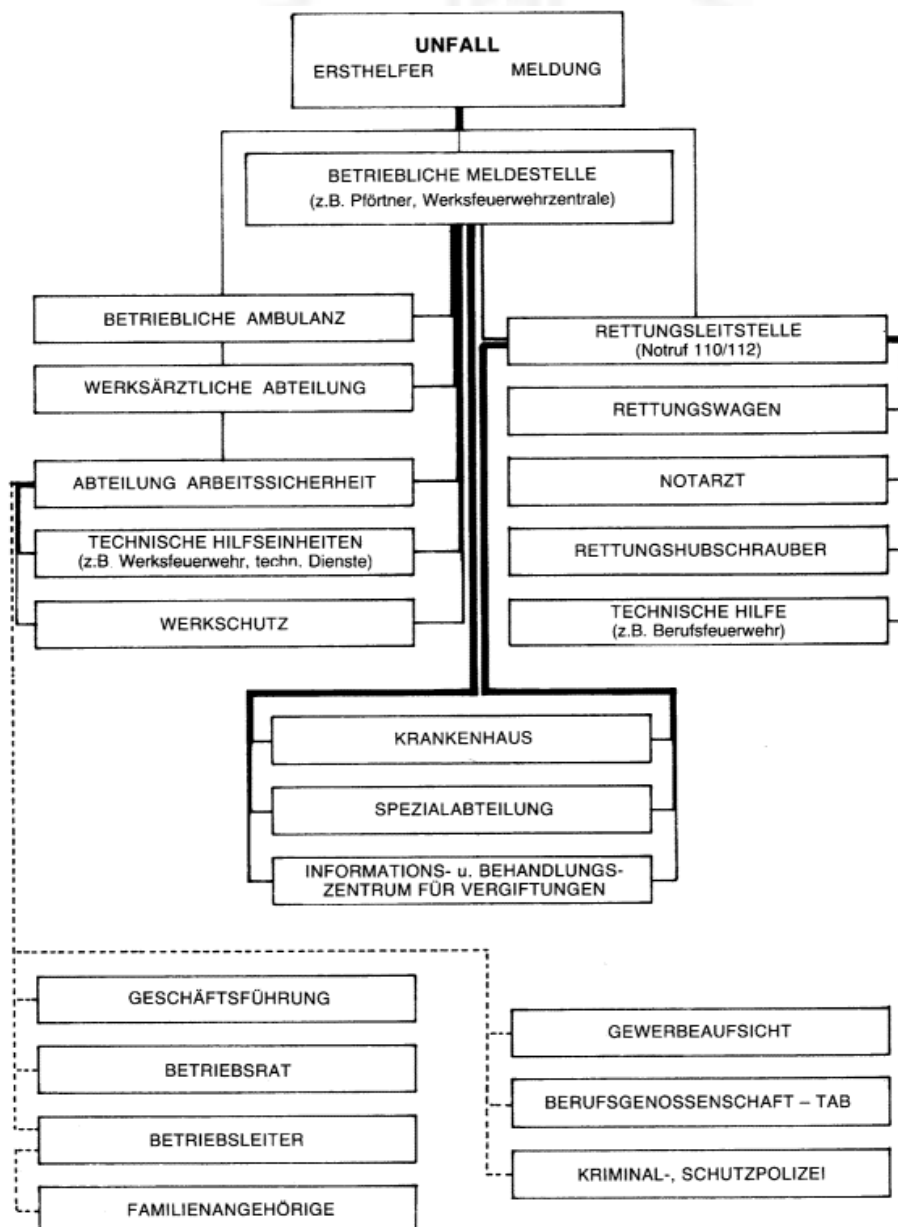 UNFALL
ERSTHELFER MELDUNG
BETRIEBLICHE MELDESTELLE
(z.B. Pförtner, Werksfeuerwehrzentrale)
BETRIEBLICHE AMBULANZ
WERKSÄRZTLICHE ABTEILUNG
ABTEILUNG ARBEITSSICHERHEIT
TECHNISCHE HILFSEINHEITEN
(z.B. Werksfeuerwehr, techn. Dienste)
WERKSCHUTZ
RETTUNGSLEITSTELLE
(Notruf 110/112)
RETTUNGSWAGEN
NOTARZT
RETTUNGSHUBSCHRAUBER
TECHNISCHE HILFE
(z.B. Berufsfeuerwehr)
KRANKENHAUS
SPEZIALABTEILUNG
INFORMATIONS- u. BEHANDLUNGS-
ZENTRUM FÜR VERGIFTUNGEN
GESCHÄFTSFÜHRUNG
BETRIEBSRAT
BETRIEBSLEITER
FAMILIENANGEHÖRIGE
GEWERBEAUFSICHT
BERUFSGENOSSENSCHAFT – TAB
KRIMINAL-, SCHUTZPOLIZEI